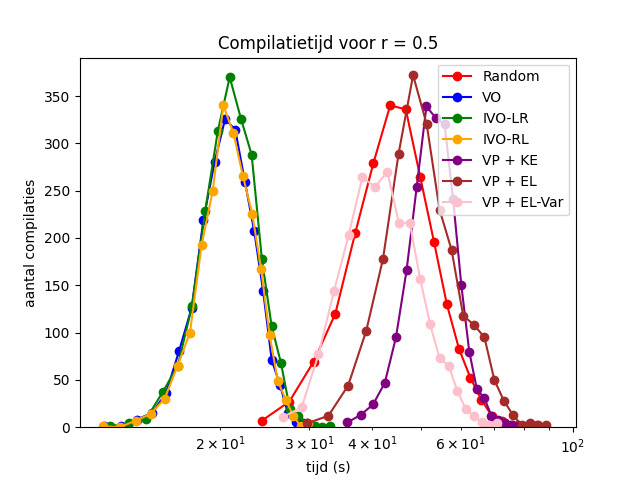 Compilatietijd voor r = 0.5
aantal compilaties
350
300
250
200
150
100
50
0
Random
VO
IVO-LR
IVO-RL
VP + KE
VP + EL
VP + EL-Var
2 × 10¹
3 × 10¹
4 × 10¹
6 × 10¹
10²
tijd (s)